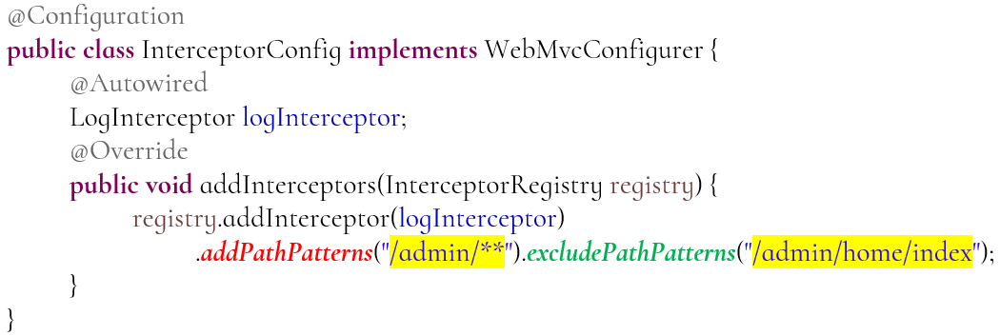 @Configuration
public class InterceptorConfig implements WebMvcConfigurer {
@Autowired
LogInterceptor logInterceptor;
@Override
public void addInterceptors(InterceptorRegistry registry) {
registry.addInterceptor(logInterceptor)
.addPathPatterns("/admin/**").excludePathPatterns("/admin/home/index");
}
}